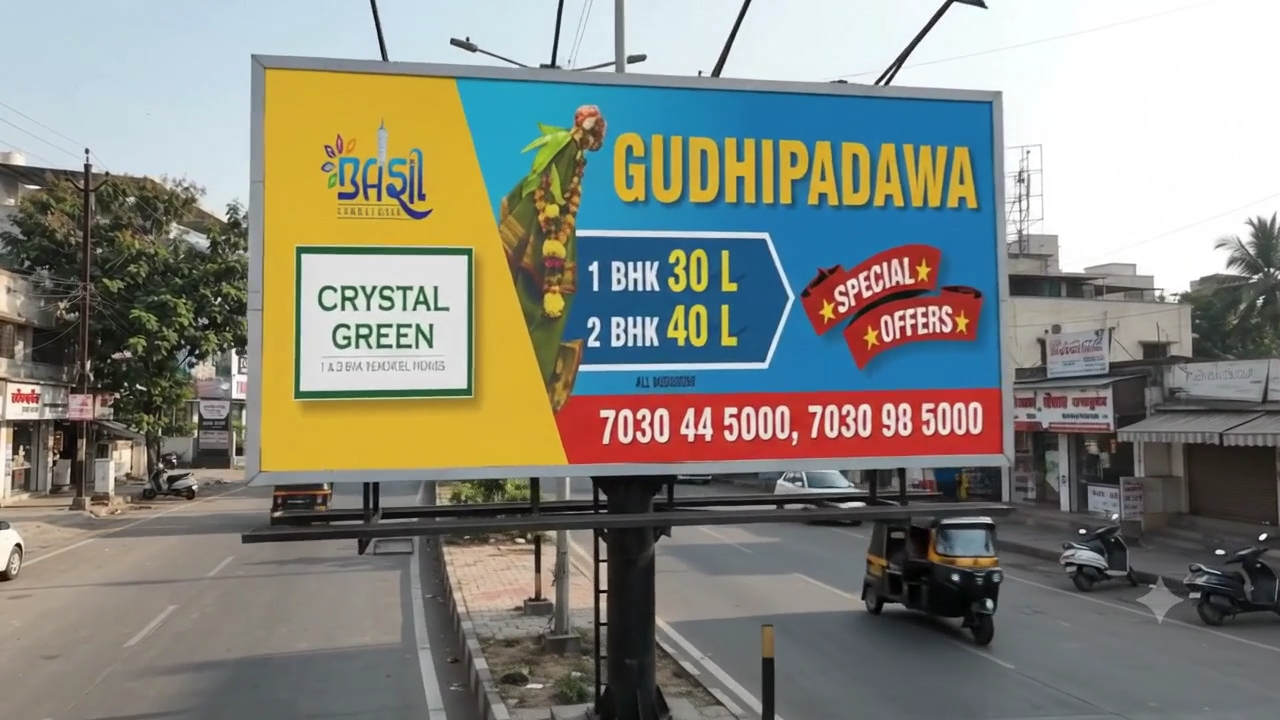 BASIL
CRYSTAL
GREEN
GUDHIPADAWA
1 BHK 30 L
2 BHK 40 L
SPECIAL
OFFERS
7030 44 5000, 7030 98 5000